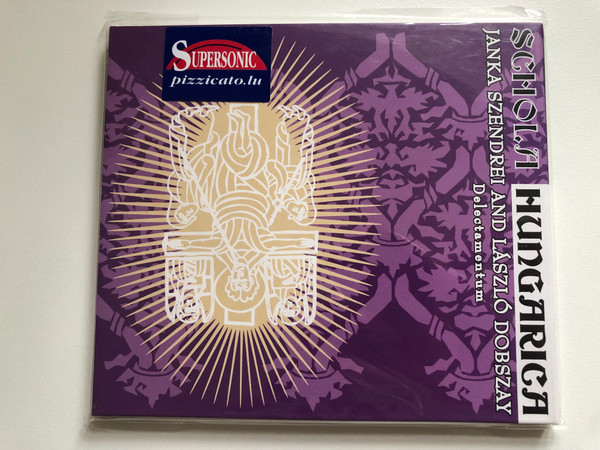 SUPERSONIC
pizzicato.lu
SCHOLA HUNGARICA
JANKA SZENDREI AND LÁSZLÓ DOBSZAY
Delectamentum